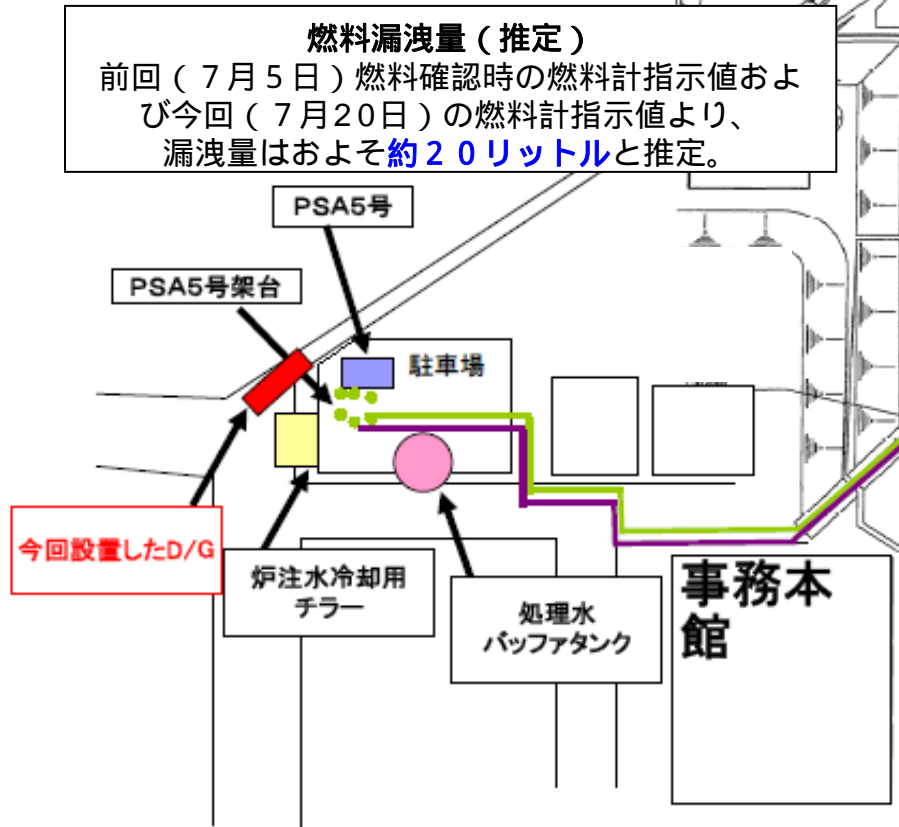 燃料漏洩量（推定）
前回（７月５日）燃料確認時の燃料計指示値およ
び今回（７月20日）の燃料計指示値より、
漏洩量はおよそ約２０リットルと推定。
PSA5号
PSA5号架台
駐車場
今回設置したD/G
炉注水冷却用
チラー
処理水
バッファタンク
事務本
館